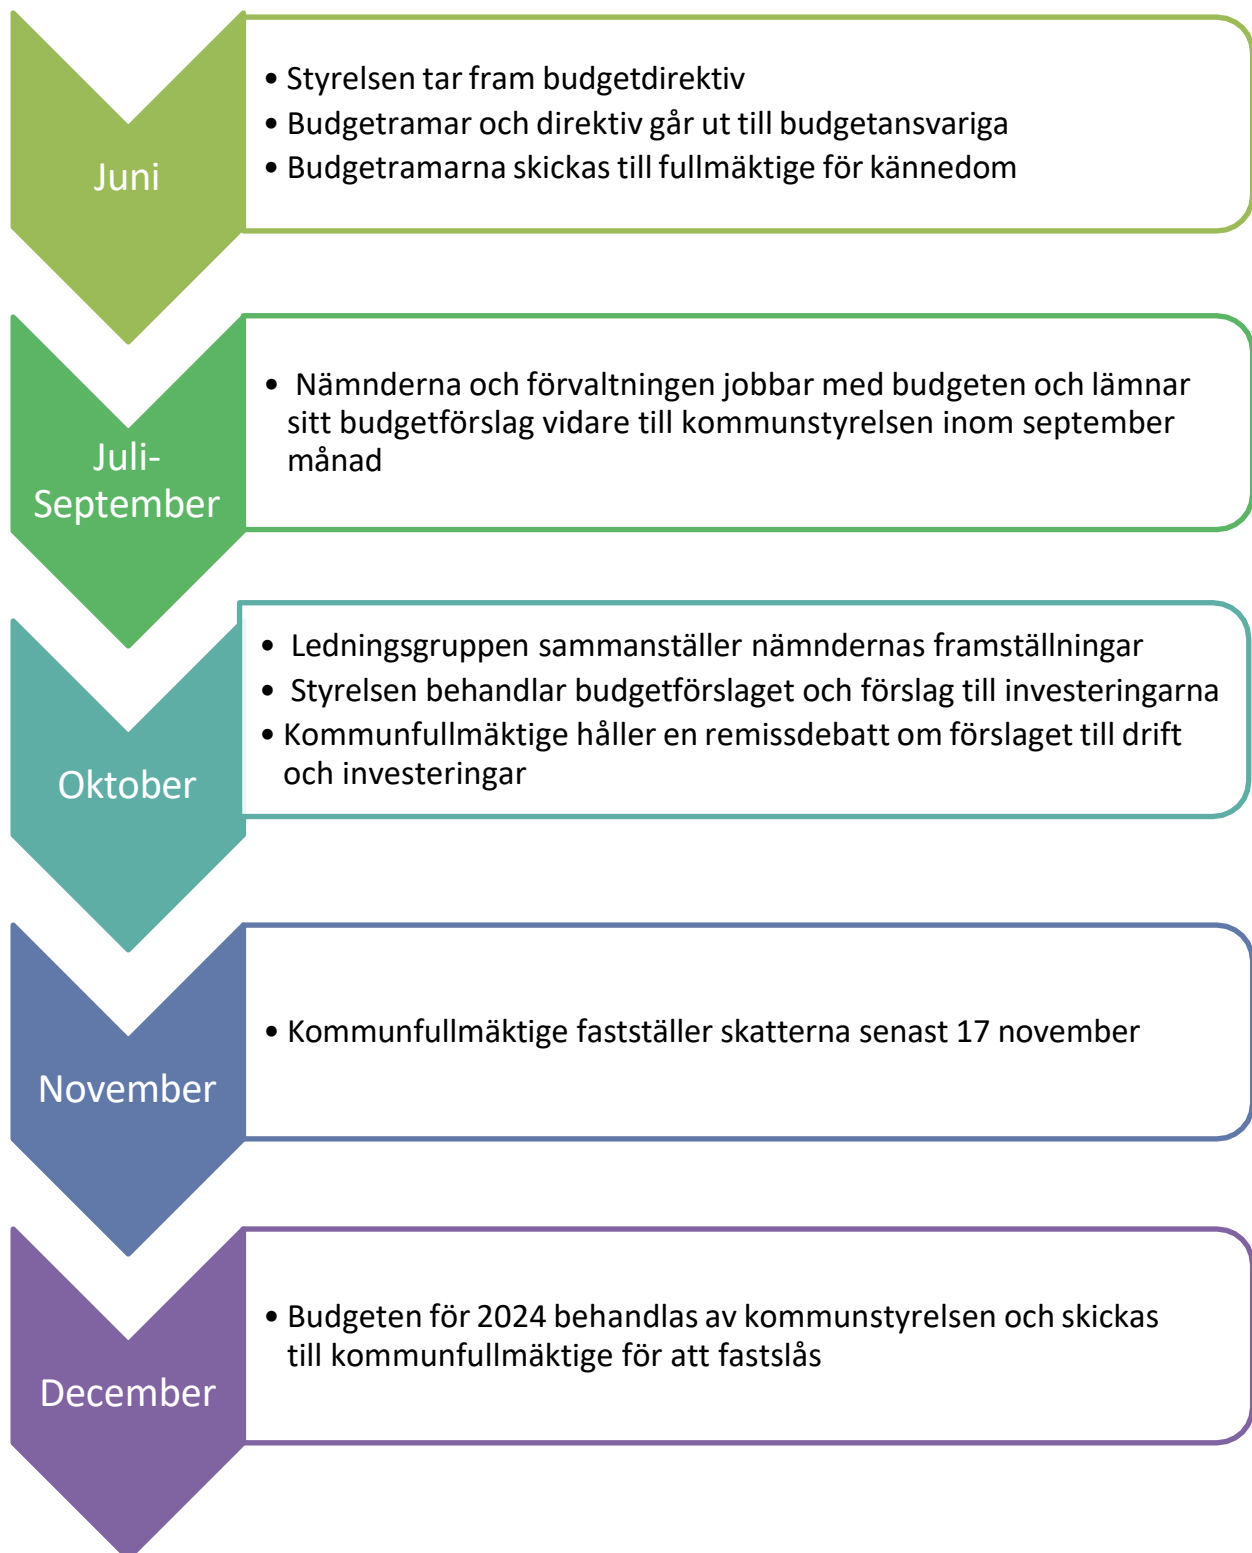 Juni
• Styrelsen tar fram budgetdirektiv
• Budgetramar och direktiv går ut till budgetansvariga
• Budgetramarna skickas till fullmäktige för kännedom
Juli-
September
• Nämnderna och förvaltningen jobbar med budgeten och lämnar
sitt budgetförslag vidare till kommunstyrelsen inom september
månad
Oktober
• Ledningsgruppen sammanställer nämndernas framställningar
• Styrelsen behandlar budgetförslaget och förslag till investeringarna
• Kommunfullmäktige håller en remissdebatt om förslaget till drift
och investeringar
November
• Kommunfullmäktige fastställer skatterna senast 17 november
December
• Budgeten för 2024 behandlas av kommunstyrelsen och skickas
till kommunfullmäktige för att fastslås